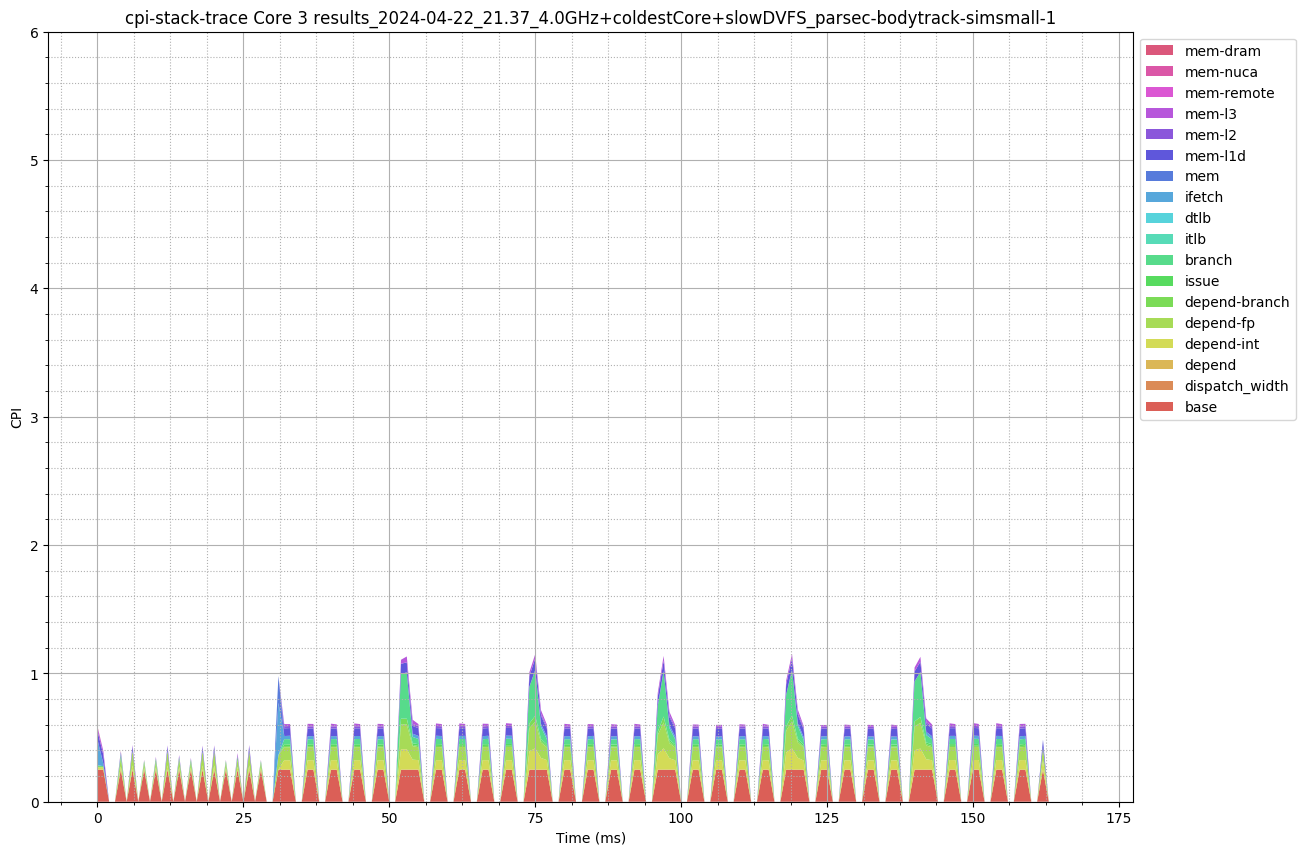 cpi-stack-trace Core 3 results_2024-04-22_21.37_4.0GHz+coldestCore+slowDVFS_parsec-bodytrack-simsmall-1
6
5
4
3
2
1
0
CPI
0
25
50
75
100
125
150
175
Time (ms)
mem-dram
mem-nuca
mem-remote
mem-l3
mem-l2
mem-l1d
mem
ifetch
dtlb
itlb
branch
issue
depend-branch
depend-fp
depend-int
depend
dispatch_width
base